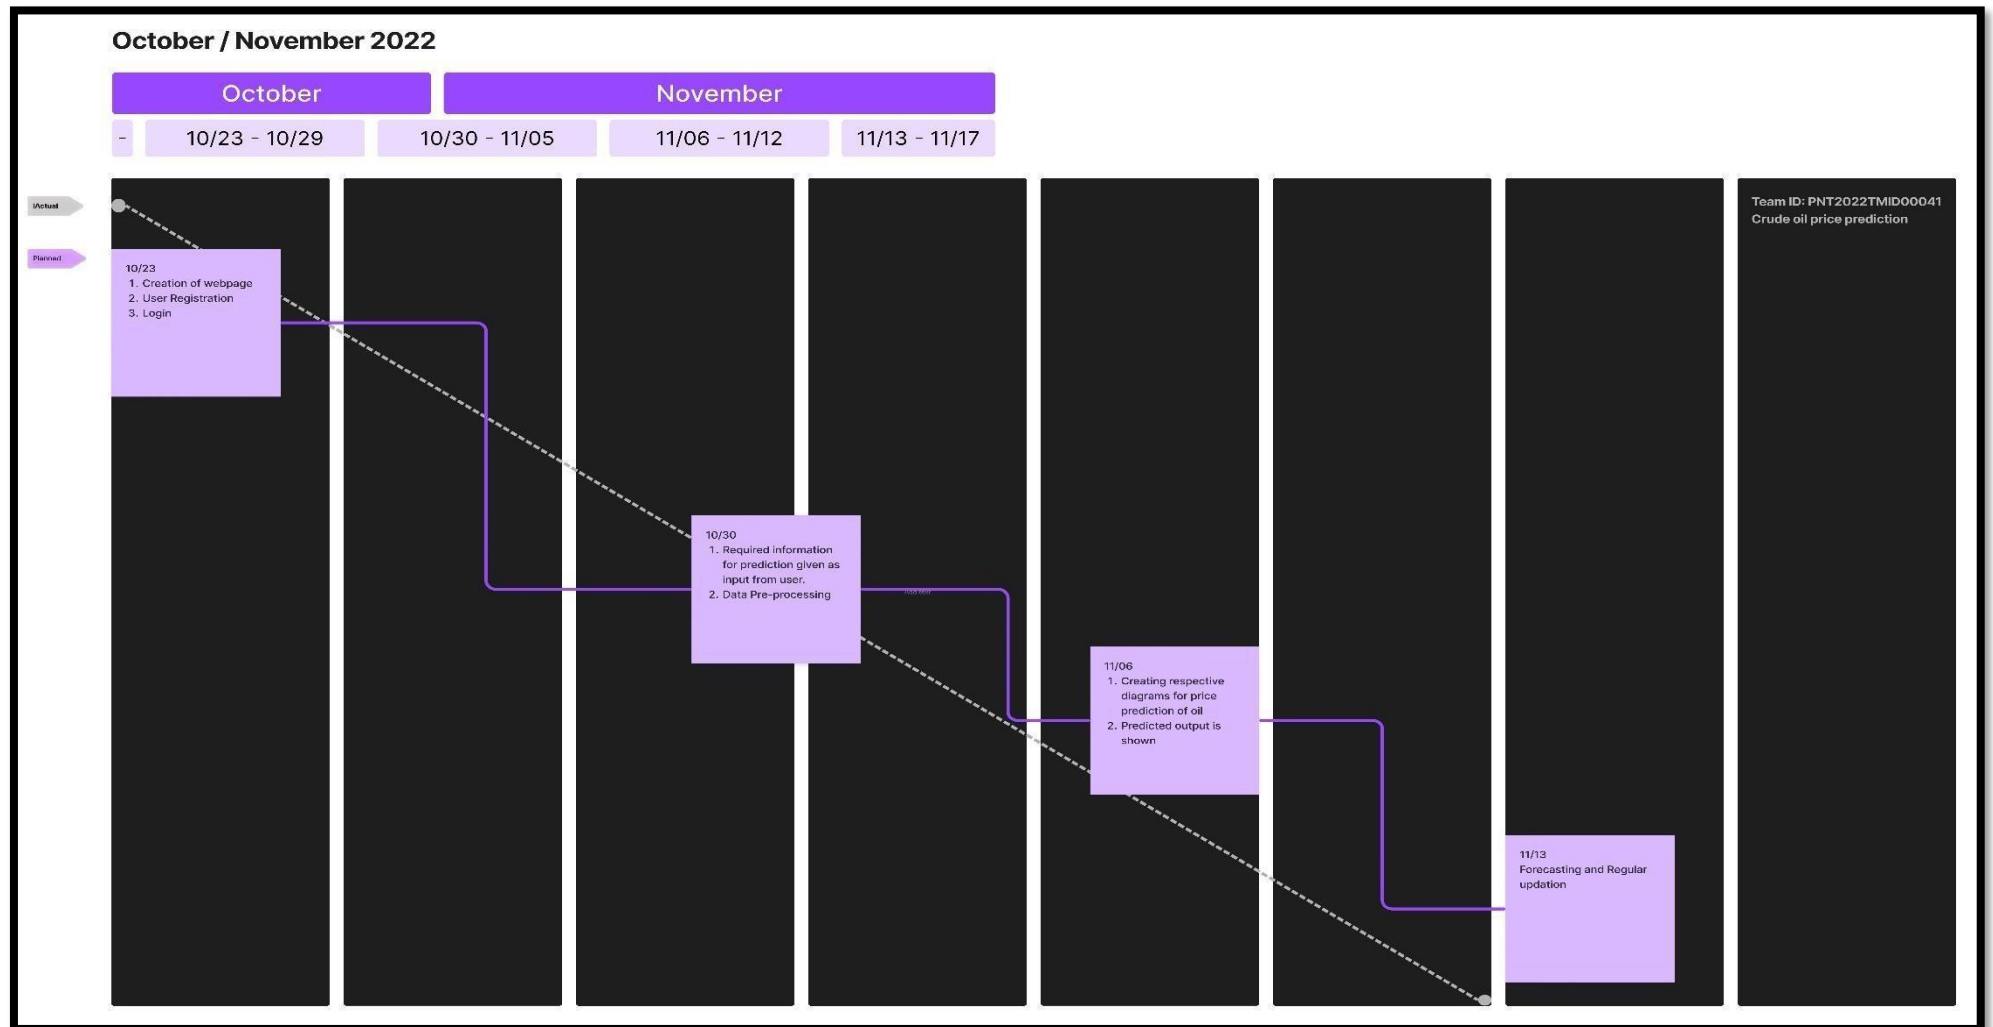 October / November 2022
October
November
-
10/23 - 10/29
10/30 - 11/05
11/06 - 11/12
11/13 - 11/17
Planned
Team ID: PNT2022TMID00041
Crude oil price prediction
10/23
1. Creation of webpage
2. User Registration
3. Login
10/30
1. Required information
for prediction given as
input from user.
2. Data Pre-processing
11/06
1. Creating respective
diagrams for price
prediction of oil
2. Predicted output is
shown
11/13
Forecasting and Regular
updation